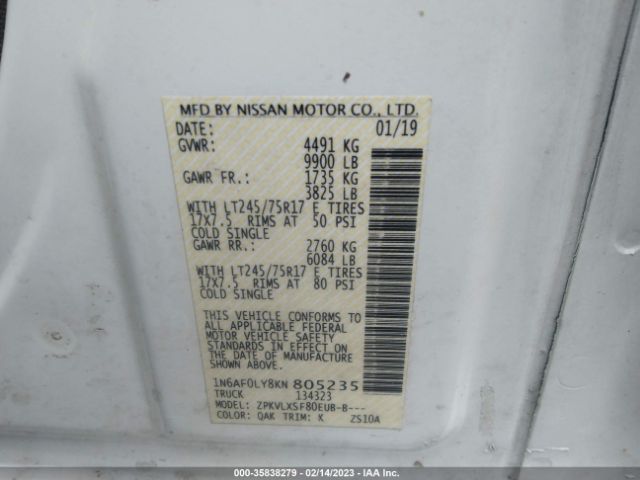 MFD BY NISSAN MOTOR CO., LTD.
DATE: 01/19
GVWR: 4491 KG
9900 LB
GAWR FR.: 1735 KG
3825 LB
WITH LT245/75R17 E TIRES
17X7.5 RIMS AT 50 PSI
COLD SINGLE
GAWR RR.: 2760 KG
6084 LB
WITH LT245/75R17 E TIRES
17X7.5 RIMS AT 80 PSI
COLD SINGLE
THIS VEHICLE CONFORMS TO
ALL APPLICABLE FEDERAL
MOTOR VEHICLE SAFETY
STANDARDS IN EFFECT ON
THE DATE OF MANUFACTURE
SHOWN ABOVE.
1N6AF0LY8KN 805235
TRUCK 134323
MODEL: ZPKVLXSF80EUB-B---
COLOR: QAK TRIM: K ZS10A
000-35838279 - 02/14/2023 - IAA Inc.